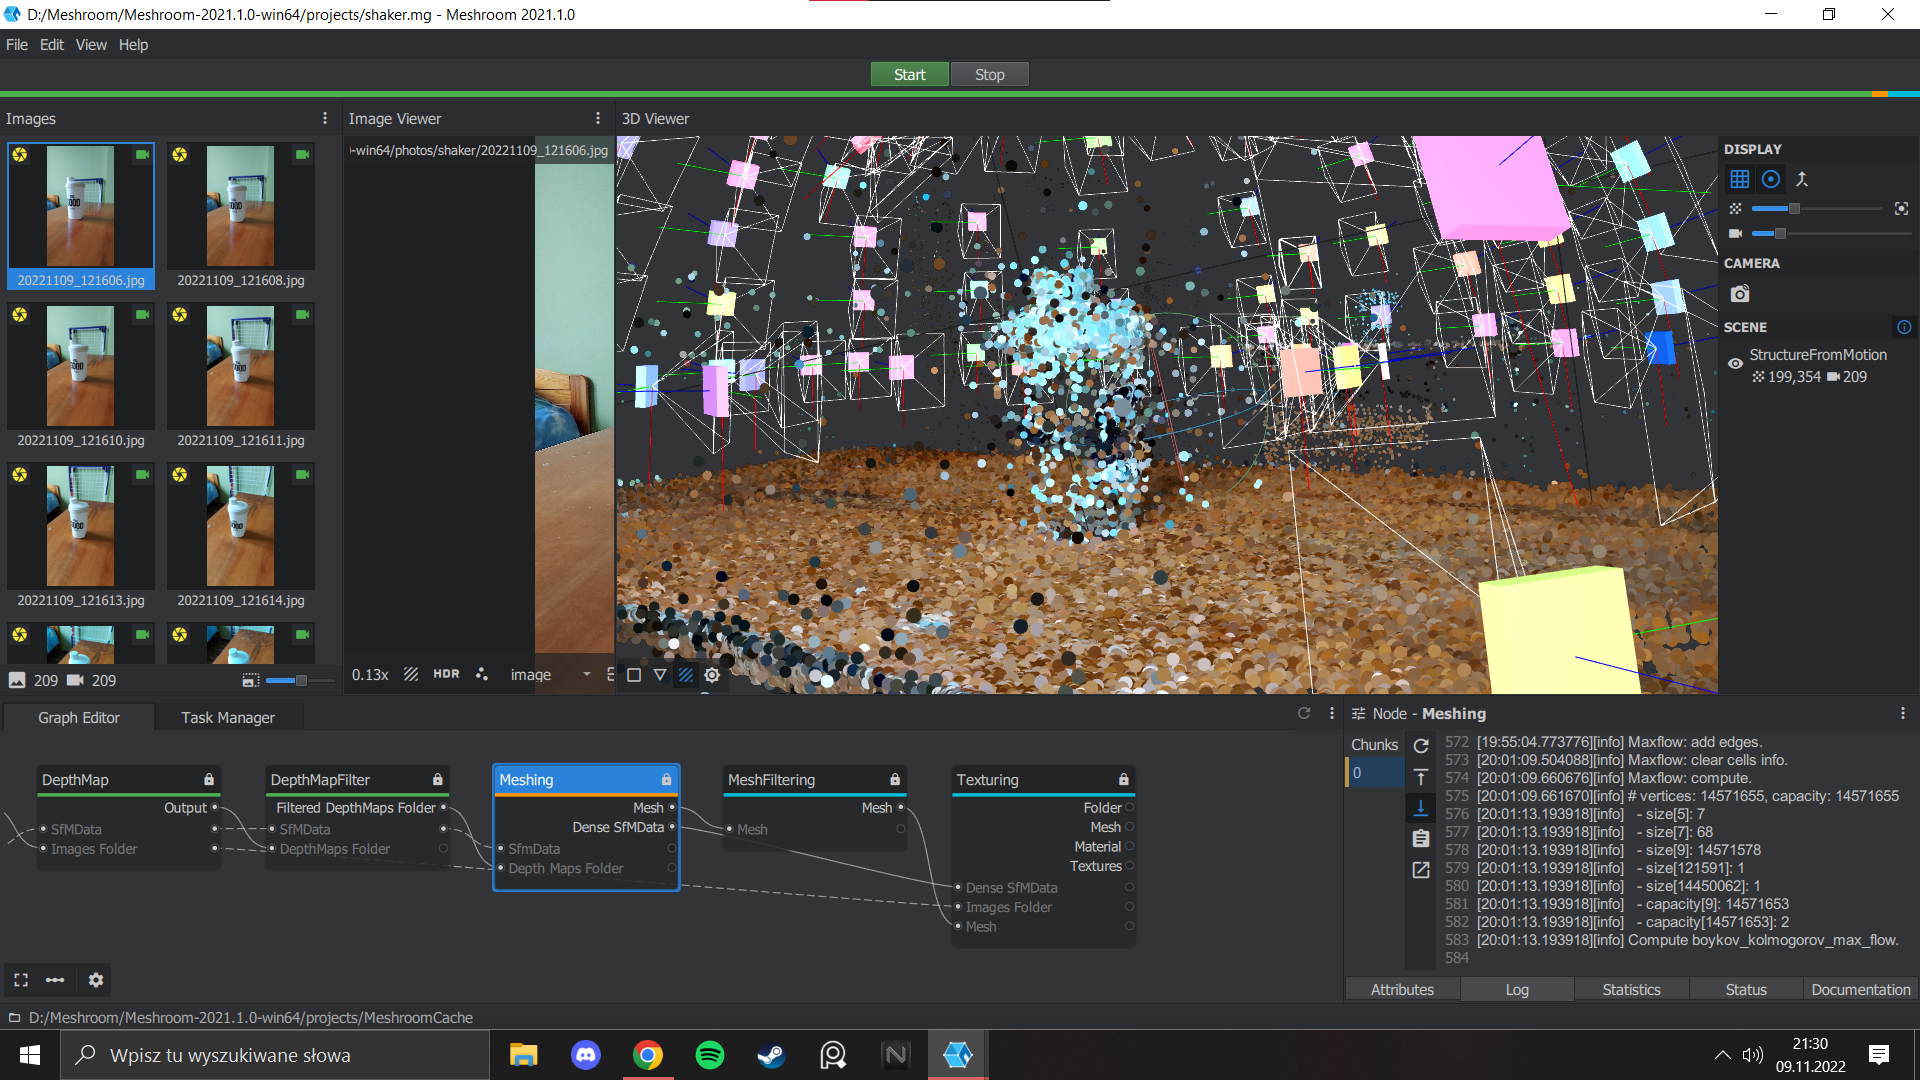 D:/Meshroom/Meshroom-2021.1.0-win64/projects/shaker.mg - Meshroom 2021.1.0
File Edit View Help
Start Stop
Images
Image Viewer
3D Viewer
-win64/photos/shaker/20221109_121606.jpg
20221109_121606.jpg
20221109_121608.jpg
20221109_121610.jpg
20221109_121611.jpg
20221109_121613.jpg
20221109_121614.jpg
209 209
0.13x HDR image
DISPLAY
CAMERA
SCENE
StructureFromMotion
199,354 209
Graph Editor
Task Manager
DepthMap
Output
SfMData
Images Folder
DepthMapFilter
Filtered DepthMaps Folder
SfMData
DepthMaps Folder
Meshing
Mesh
Dense SfMData
SfmData
Depth Maps Folder
MeshFiltering
Mesh
Mesh
Texturing
Folder
Mesh
Material
Textures
Dense SfMData
Images Folder
Mesh
Node - Meshing
Chunks
0
572 [19:55:04.773776][info] Maxflow: add edges.
573 [20:01:09.504088][info] Maxflow: clear cells info.
574 [20:01:09.660676][info] Maxflow: compute.
575 [20:01:09.661670][info] # vertices: 14571655, capacity: 14571655
576 [20:01:13.193918][info] - size[5]: 7
577 [20:01:13.193918][info] - size[7]: 68
578 [20:01:13.193918][info] - size[9]: 14571578
579 [20:01:13.193918][info] - size[121591]: 1
580 [20:01:13.193918][info] - size[14450062]: 1
581 [20:01:13.193918][info] - capacity[9]: 14571653
582 [20:01:13.193918][info] - capacity[14571653]: 2
583 [20:01:13.193918][info] Compute boykov_kolmogorov_max_flow.
584
Attributes Log Statistics Status Documentation
D:/Meshroom/Meshroom-2021.1.0-win64/projects/MeshroomCache
Wpisz tu wyszukiwane słowa
21:30
09.11.2022